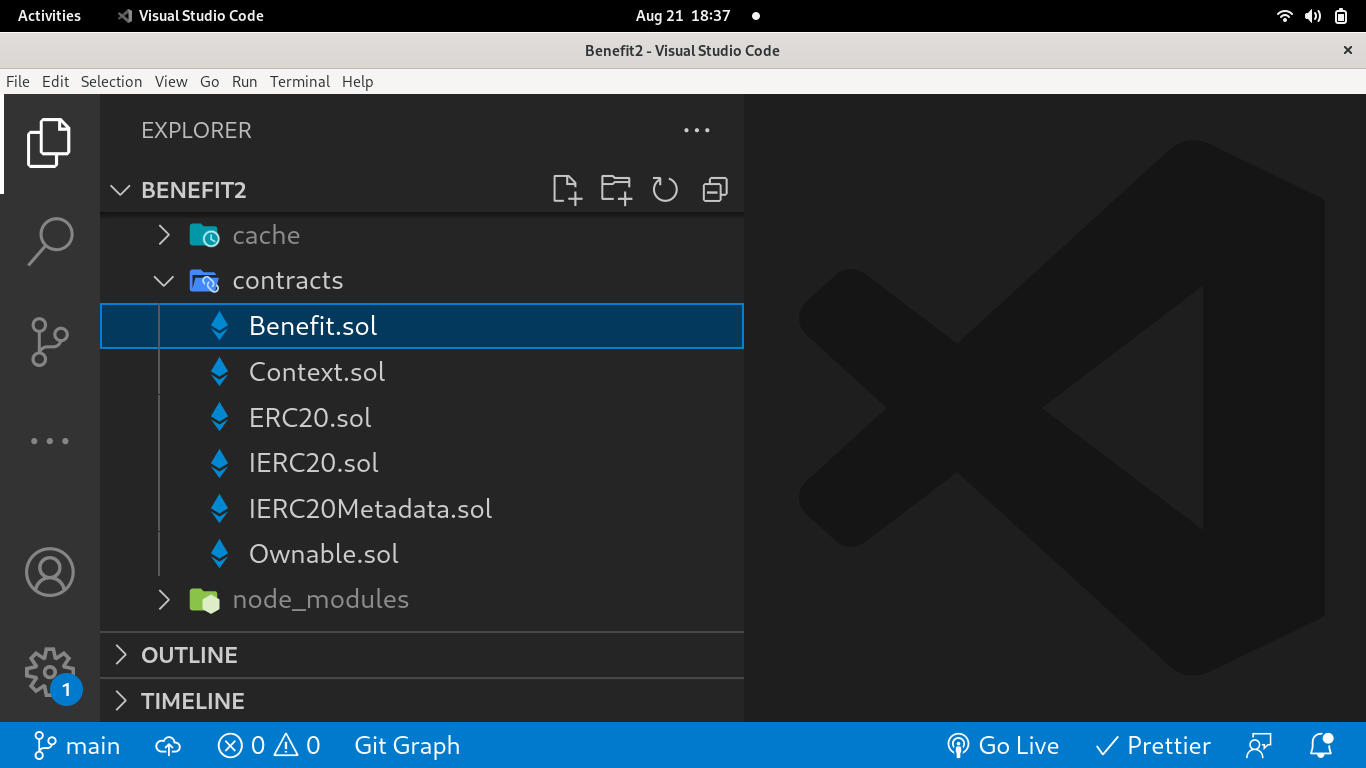 Activities Visual Studio Code Aug 21 18:37
Benefit2 - Visual Studio Code
File Edit Selection View Go Run Terminal Help
EXPLORER
BENEFIT2
cache
contracts
Benefit.sol
Context.sol
ERC20.sol
IERC20.sol
IERC20Metadata.sol
Ownable.sol
node_modules
OUTLINE
1
TIMELINE
main 0 0 Git Graph Go Live Prettier